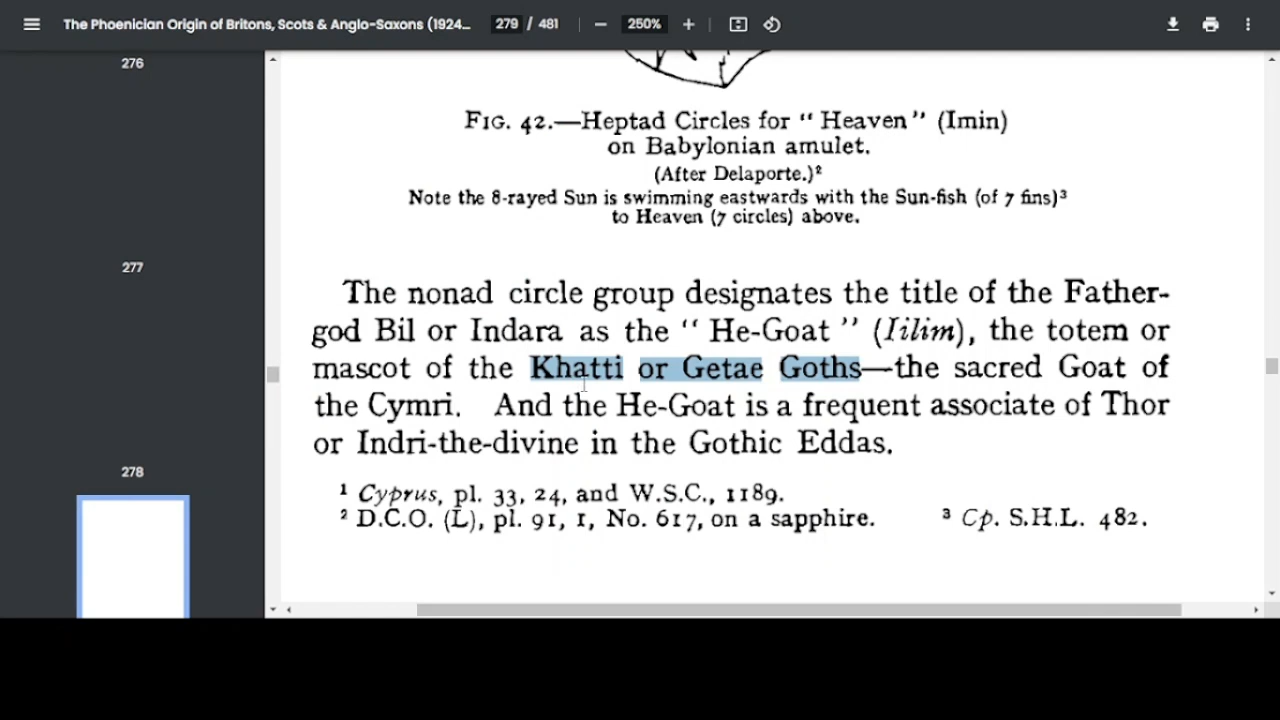 The Phoenician Origin of Britons, Scots & Anglo-Saxons (1924... 279 / 481 250%
276
FIG. 42.—Heptad Circles for “ Heaven ” (Imin)
on Babylonian amulet.
(After Delaporte.)²
Note the 8-rayed Sun is swimming eastwards with the Sun-fish (of 7 fins)³
to Heaven (7 circles) above.
277
The nonad circle group designates the title of the Father-
god Bil or Indara as the “ He-Goat ” (Iilim), the totem or
mascot of the Khatti or Getae Goths—the sacred Goat of
the Cymri. And the He-Goat is a frequent associate of Thor
or Indri-the-divine in the Gothic Eddas.
278
¹ Cyprus, pl. 33, 24, and W.S.C., 1189.
² D.C.O. (L), pl. 91, 1, No. 617, on a sapphire. ³ Cp. S.H.L. 482.